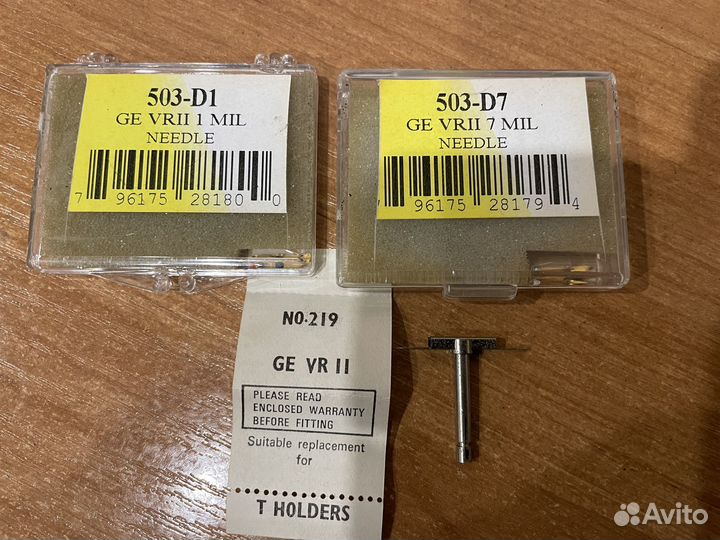 503-D1
GE VRII 1 MIL
NEEDLE
7 96175 28180 0
503-D7
GE VRII 7 MIL
NEEDLE
96175 28179 4
NO.219
GE VR II
PLEASE READ
ENCLOSED WARRANTY
BEFORE FITTING
Suitable replacement
for
T HOLDERS
Avito